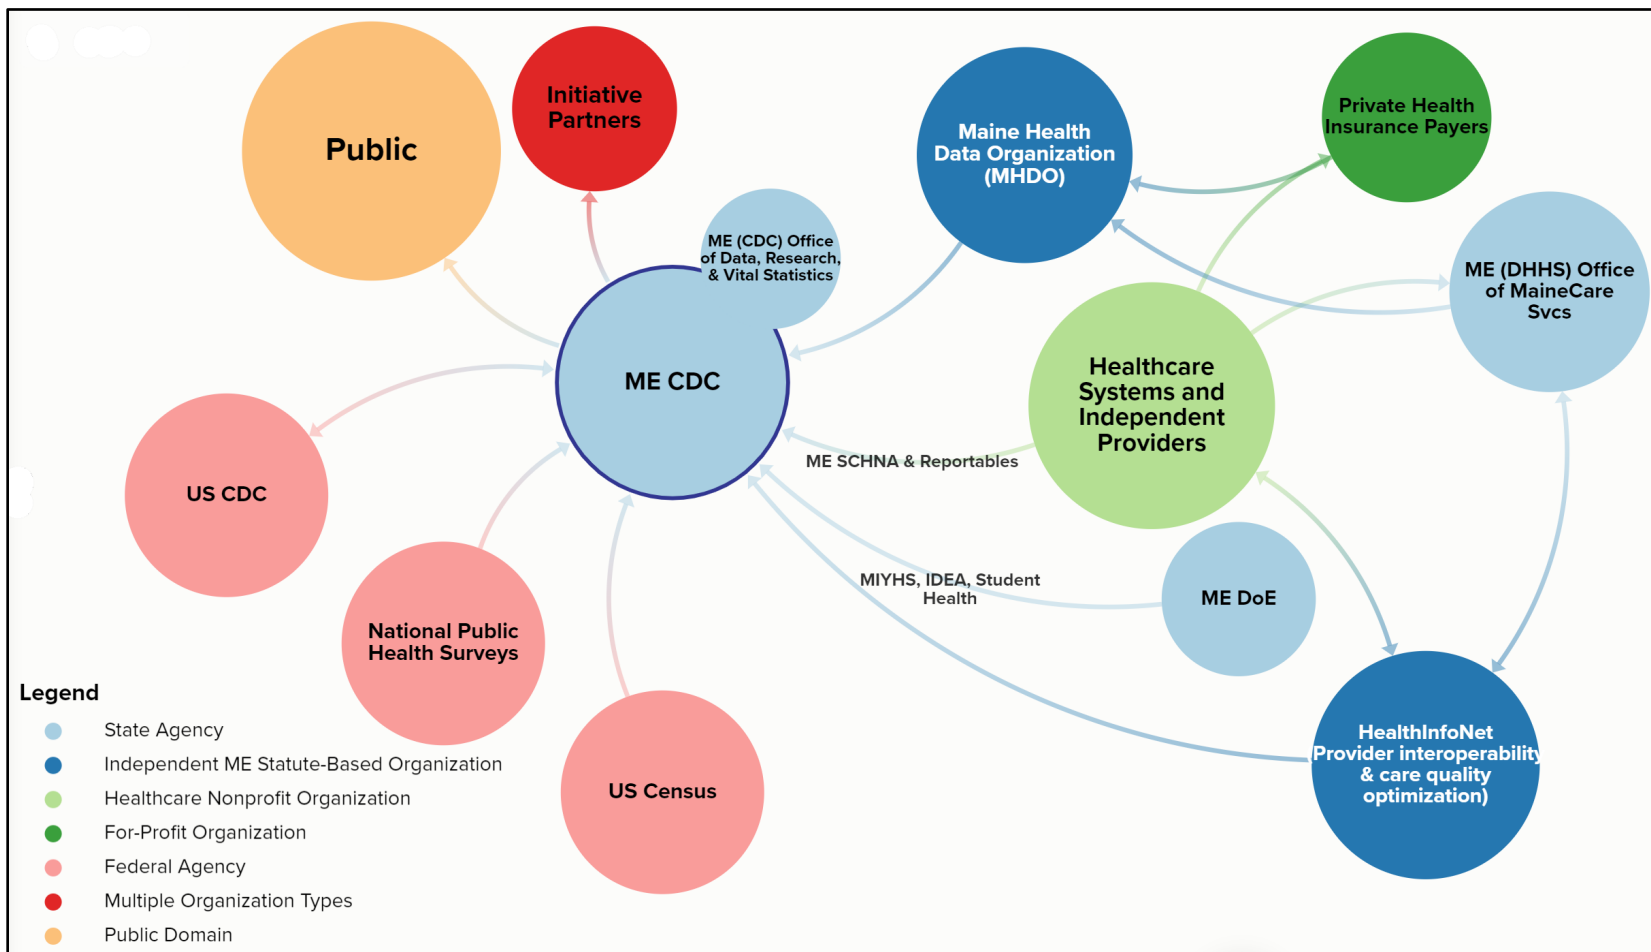 Public
Initiative
Partners
Maine Health
Data Organization
(MHDO)
Private Health
Insurance Payers
ME (CDC) Office
of Data, Research,
& Vital Statistics
ME (DHHS) Office
of MaineCare
Svcs
ME CDC
Healthcare
Systems and
Independent
Providers
ME SCHNA & Reportables
US CDC
MIYHS, IDEA, Student
Health
ME DoE
National Public
Health Surveys
US Census
HealthInfoNet
(Provider interoperability
& care quality
optimization)
Legend
State Agency
Independent ME Statute-Based Organization
Healthcare Nonprofit Organization
For-Profit Organization
Federal Agency
Multiple Organization Types
Public Domain